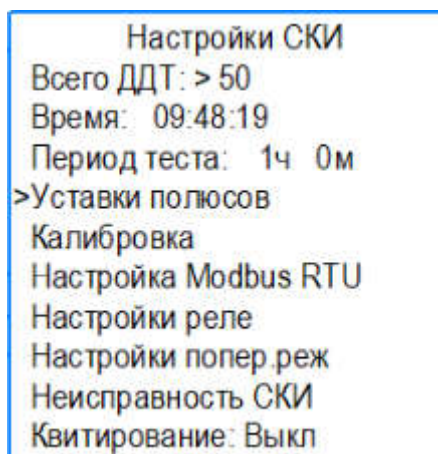 Настройки СКИ
Всего ДДТ: > 50
Время: 09:48:19
Период теста: 1ч 0м
>Уставки полюсов
Калибровка
Настройка Modbus RTU
Настройки реле
Настройки попер.реж
Неисправность СКИ
Квитирование: Выкл